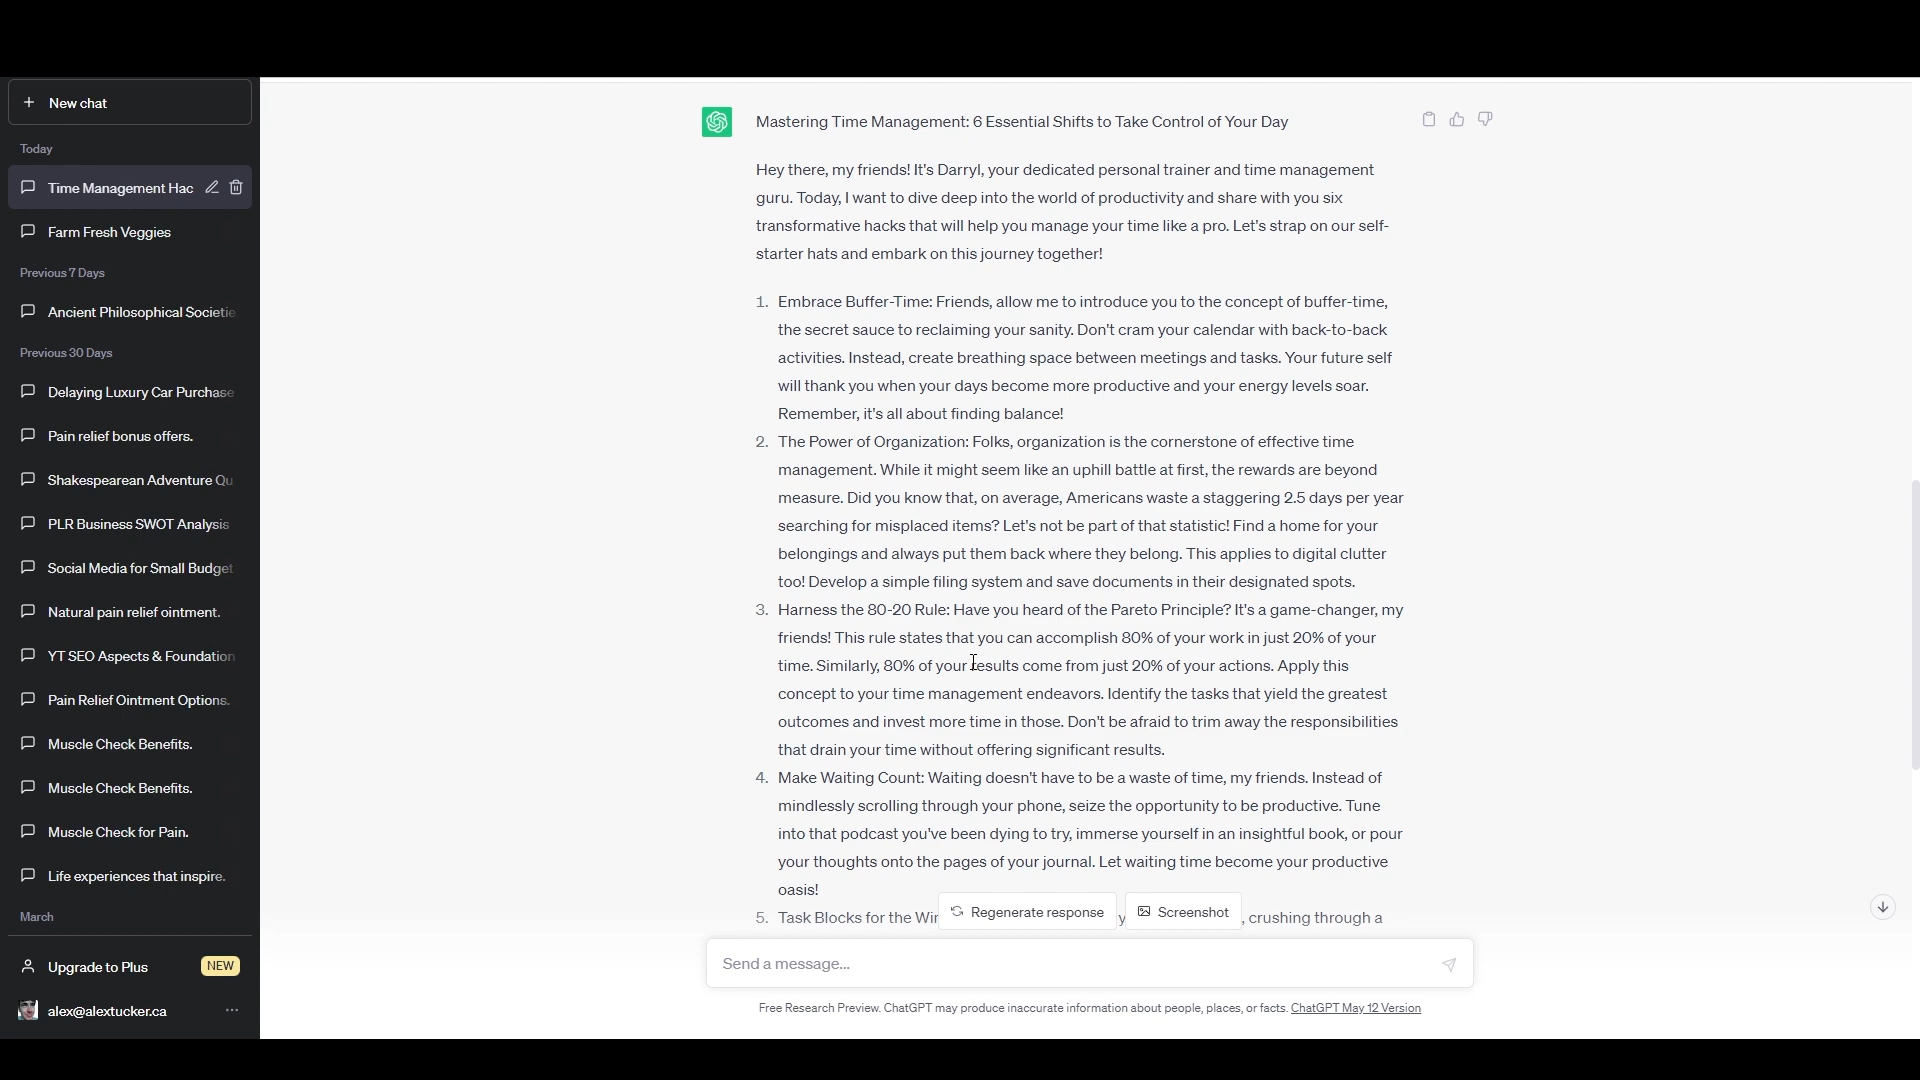 New chat
Today
Time Management Hac
Farm Fresh Veggies
Previous 7 Days
Ancient Philosophical Societie
Previous 30 Days
Delaying Luxury Car Purchase
Pain relief bonus offers.
Shakespearean Adventure Qu
PLR Business SWOT Analysis
Social Media for Small Budget
Natural pain relief ointment.
YT SEO Aspects & Foundation
Pain Relief Ointment Options.
Muscle Check Benefits.
Muscle Check Benefits.
Muscle Check for Pain.
Life experiences that inspire.
March
Upgrade to Plus NEW
alex@alextucker.ca
Mastering Time Management: 6 Essential Shifts to Take Control of Your Day
Hey there, my friends! It's Darryl, your dedicated personal trainer and time management
guru. Today, I want to dive deep into the world of productivity and share with you six
transformative hacks that will help you manage your time like a pro. Let's strap on our self-
starter hats and embark on this journey together!
1. Embrace Buffer-Time: Friends, allow me to introduce you to the concept of buffer-time,
the secret sauce to reclaiming your sanity. Don't cram your calendar with back-to-back
activities. Instead, create breathing space between meetings and tasks. Your future self
will thank you when your days become more productive and your energy levels soar.
Remember, it's all about finding balance!
2. The Power of Organization: Folks, organization is the cornerstone of effective time
management. While it might seem like an uphill battle at first, the rewards are beyond
measure. Did you know that, on average, Americans waste a staggering 2.5 days per year
searching for misplaced items? Let's not be part of that statistic! Find a home for your
belongings and always put them back where they belong. This applies to digital clutter
too! Develop a simple filing system and save documents in their designated spots.
3. Harness the 80-20 Rule: Have you heard of the Pareto Principle? It's a game-changer, my
friends! This rule states that you can accomplish 80% of your work in just 20% of your
time. Similarly, 80% of your results come from just 20% of your actions. Apply this
concept to your time management endeavors. Identify the tasks that yield the greatest
outcomes and invest more time in those. Don't be afraid to trim away the responsibilities
that drain your time without offering significant results.
4. Make Waiting Count: Waiting doesn't have to be a waste of time, my friends. Instead of
mindlessly scrolling through your phone, seize the opportunity to be productive. Tune
into that podcast you've been dying to try, immerse yourself in an insightful book, or pour
your thoughts onto the pages of your journal. Let waiting time become your productive
oasis!
5. Task Blocks for the Wi , crushing through a
Regenerate response Screenshot
Send a message...
Free Research Preview. ChatGPT may produce inaccurate information about people, places, or facts. ChatGPT May 12 Version